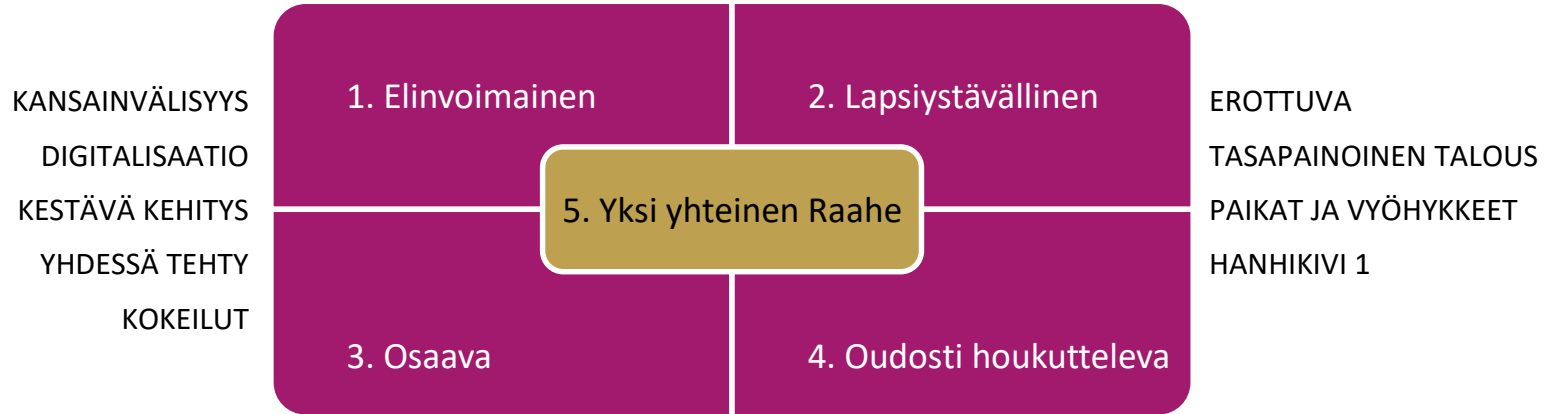 KANSAINVÄLISYYS
DIGITALISAATIO
KESTÄVÄ KEHITYS
YHDESSÄ TEHTY
KOKEILUT
1. Elinvoimainen
2. Lapsiystävällinen
5. Yksi yhteinen Raahe
3. Osaava
4. Oudosti houkutteleva
EROTTUVA
TASAPAINOINEN TALOUS
PAIKAT JA VYÖHYKKEET
HANHIKIVI 1